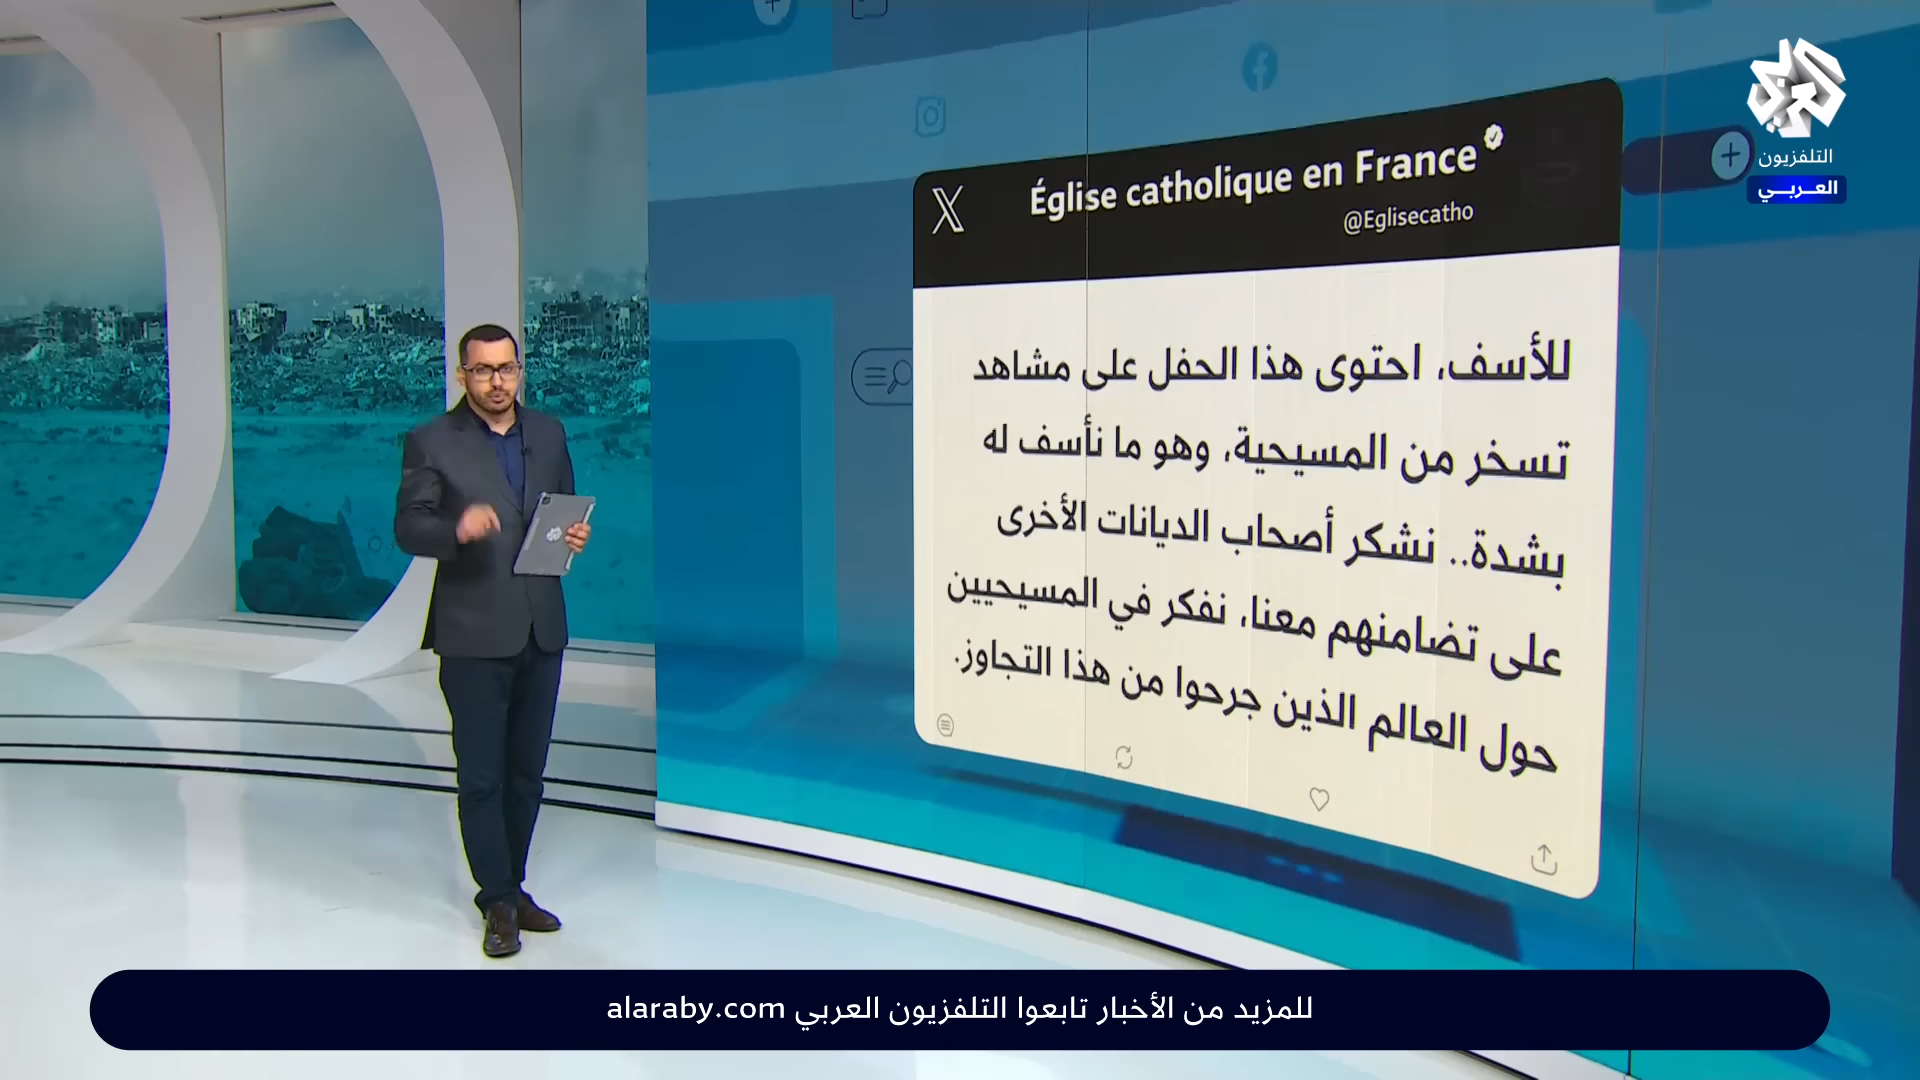 التلفزيون
العربي
Église catholique en France
@Eglisecatho
للأسف، احتوى هذا الحفل على مشاهد
تسخر من المسيحية، وهو ما نأسف له
بشدة.. نشكر أصحاب الديانات الأخرى
على تضامنهم معنا، نفكر في المسيحيين
حول العالم الذين جرحوا من هذا التجاوز.
للمزيد من الأخبار تابعوا التلفزيون العربي alaraby.com